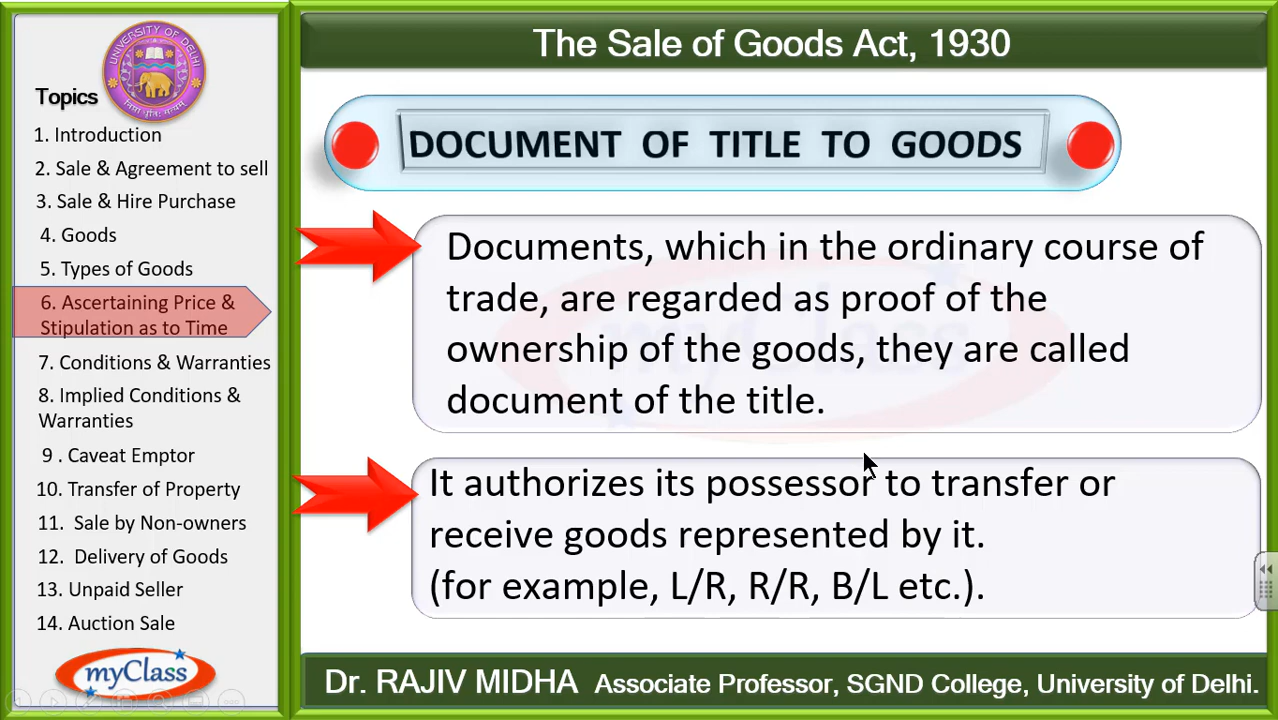 UNIVERSITY OF DELHI
Topics
1. Introduction
2. Sale & Agreement to sell
3. Sale & Hire Purchase
4. Goods
5. Types of Goods
6. Ascertaining Price &
Stipulation as to Time
7. Conditions & Warranties
8. Implied Conditions &
Warranties
9 . Caveat Emptor
10. Transfer of Property
11. Sale by Non-owners
12. Delivery of Goods
13. Unpaid Seller
14. Auction Sale
myClass
The Sale of Goods Act, 1930
DOCUMENT OF TITLE TO GOODS
Documents, which in the ordinary course of
trade, are regarded as proof of the
ownership of the goods, they are called
document of the title.
It authorizes its possessor to transfer or
receive goods represented by it.
(for example, L/R, R/R, B/L etc.).
Dr. RAJIV MIDHA Associate Professor, SGND College, University of Delhi.